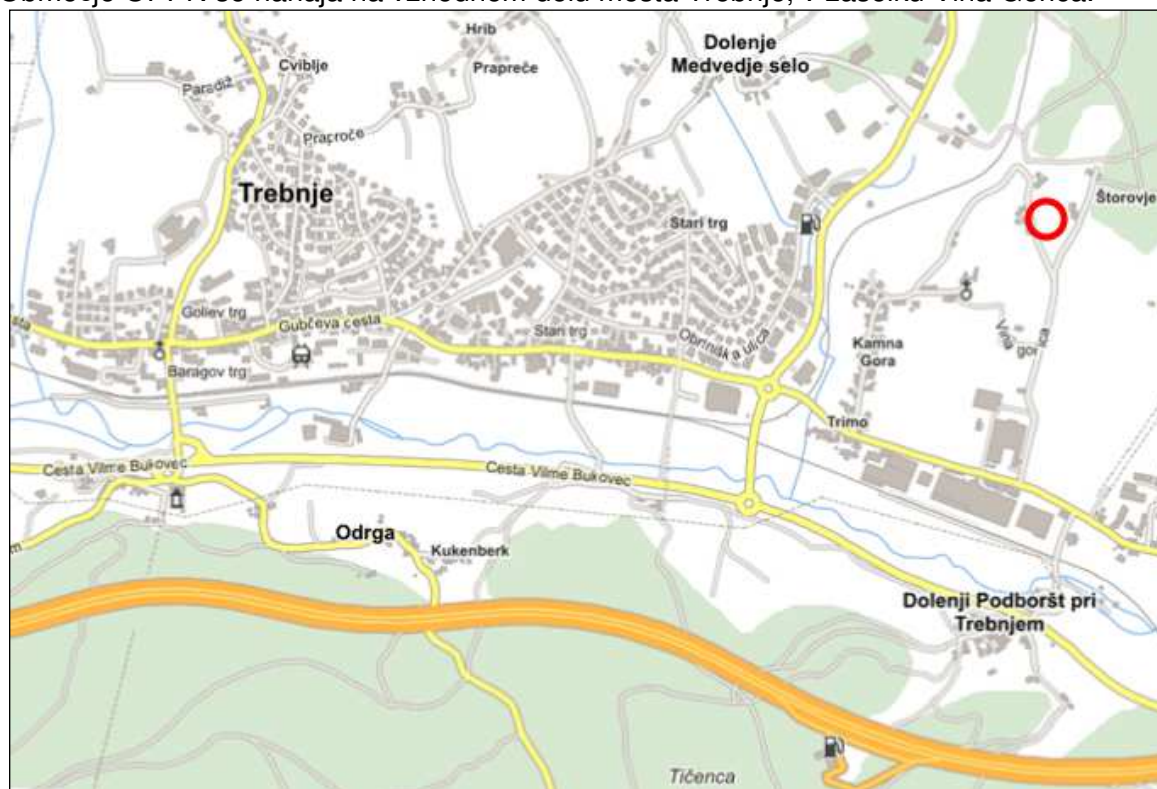 Območje OPPN se nahaja na vzhodnem delu mesta Trebnje, v zaselku Vina Gorica.
Hrib
Cviblje
Prapreče
Dolenje
Medvedje selo
Paradiž
Praproče
Trebnje
Štorovje
Stari trg
Goliev trg
Gubčeva cesta
Stari trg
Obrtniška ulica
Vina
gorica
Kamna
Gora
Baragov trg
Trimo
Cesta Vilme Bukovec
Cesta Vilme Bukovec
Odrga
Kukenberk
Dolenji Podboršt pri
Trebnjem
Tičenca